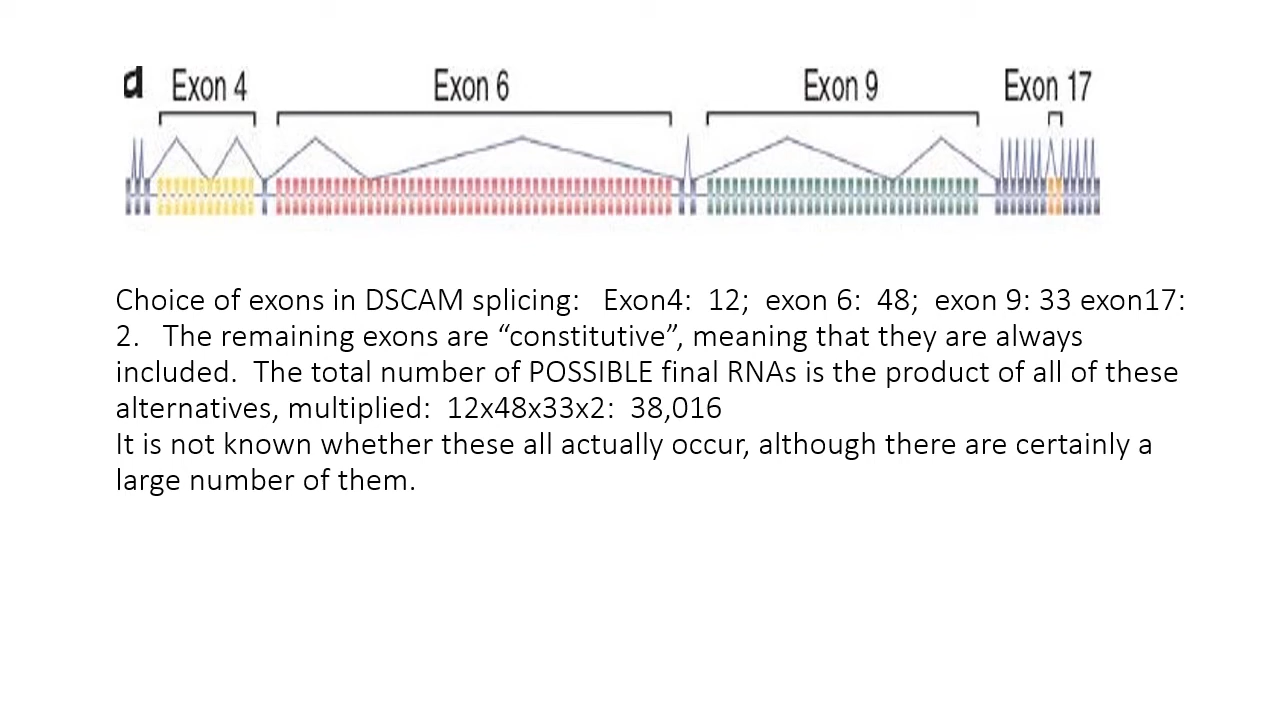 d Exon 4 Exon 6 Exon 9 Exon 17
Choice of exons in DSCAM splicing: Exon4: 12; exon 6: 48; exon 9: 33 exon17:
2. The remaining exons are “constitutive”, meaning that they are always
included. The total number of POSSIBLE final RNAs is the product of all of these
alternatives, multiplied: 12x48x33x2: 38,016
It is not known whether these all actually occur, although there are certainly a
large number of them.